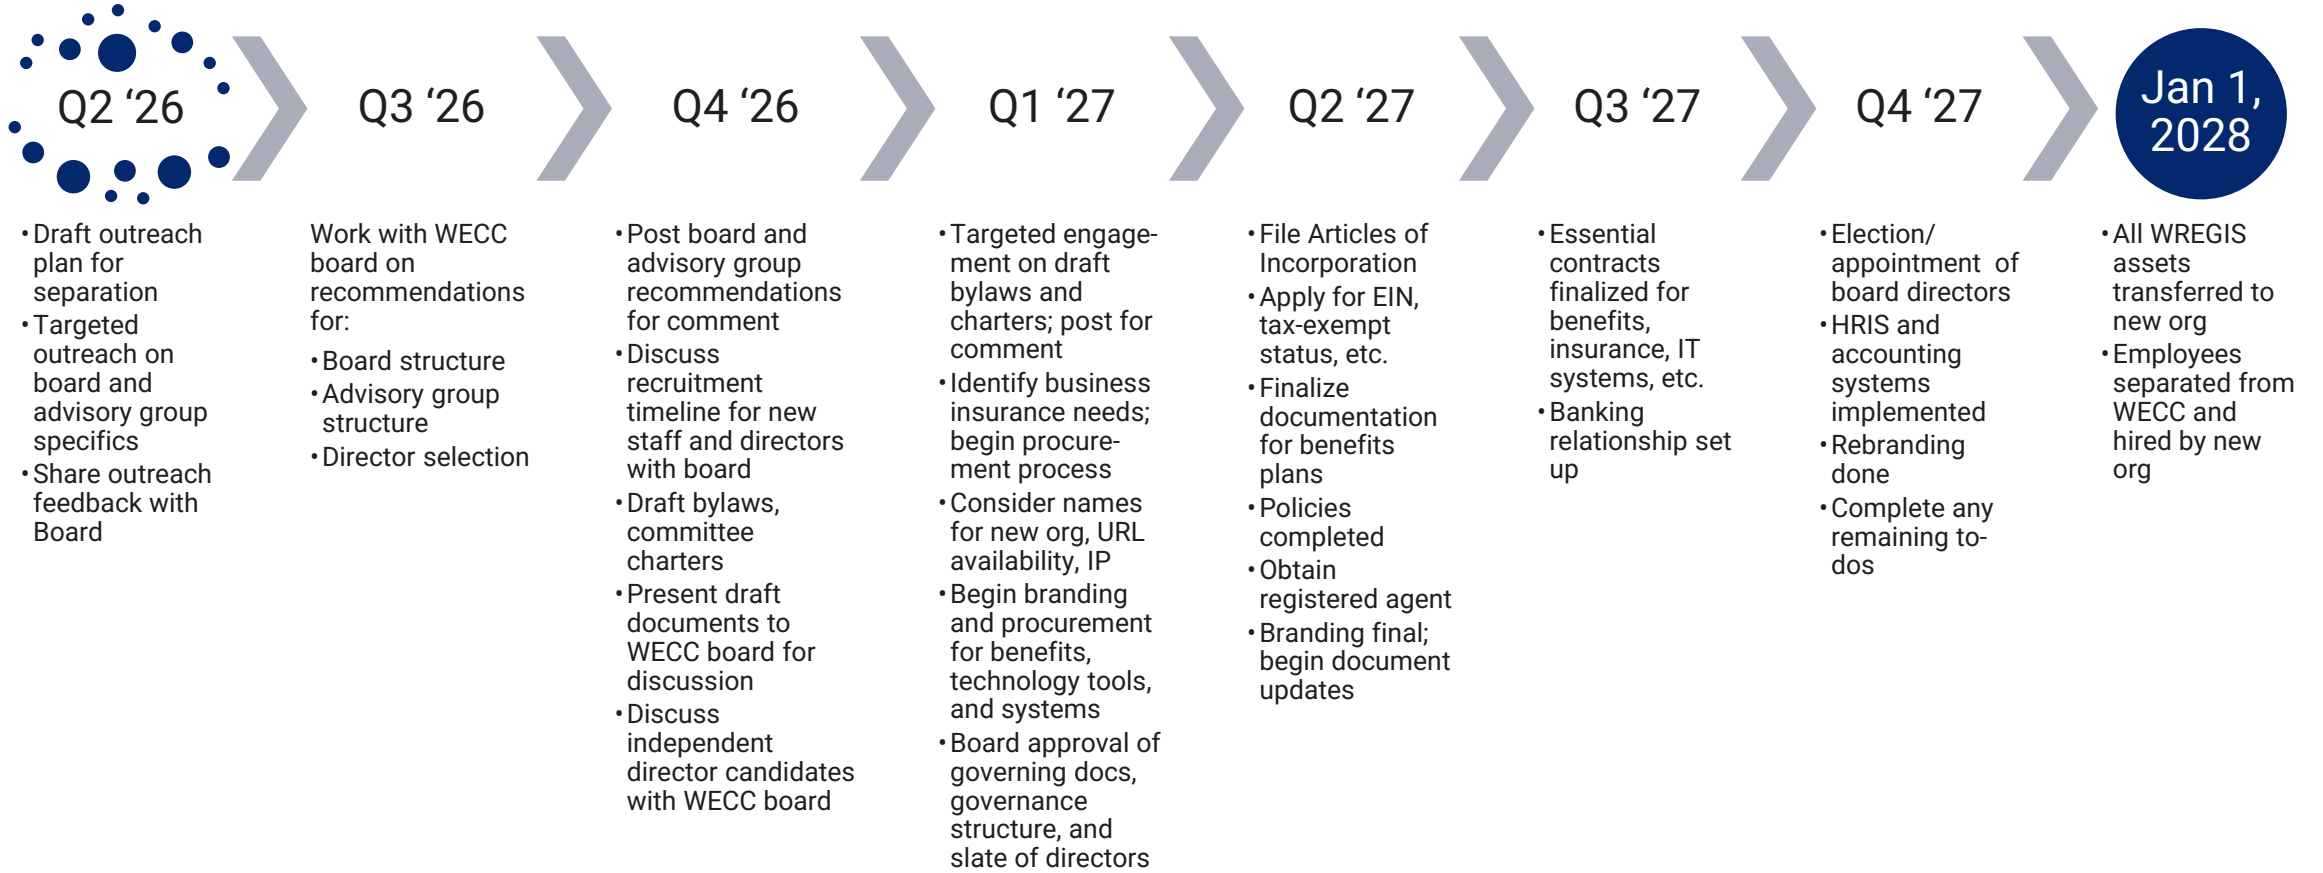 Q2 ‘26
Q3 ‘26
Q4 ‘26
Q1 ‘27
Q2 ‘27
Q3 ‘27
Q4 ‘27
Jan 1,
2028
• Draft outreach
plan for
separation
• Targeted
outreach on
board and
advisory group
specifics
• Share outreach
feedback with
Board
Work with WECC
board on
recommendations
for:
• Board structure
• Advisory group
structure
• Director selection
• Post board and
advisory group
recommendations
for comment
• Discuss
recruitment
timeline for new
staff and directors
with board
• Draft bylaws,
committee
charters
• Present draft
documents to
WECC board for
discussion
• Discuss
independent
director candidates
with WECC board
• Targeted engage-
ment on draft
bylaws and
charters; post for
comment
• Identify business
insurance needs;
begin procure-
ment process
• Consider names
for new org, URL
availability, IP
• Begin branding
and procurement
for benefits,
technology tools,
and systems
• Board approval of
governing docs,
governance
structure, and
slate of directors
• File Articles of
Incorporation
• Apply for EIN,
tax-exempt
status, etc.
• Finalize
documentation
for benefits
plans
• Policies
completed
• Obtain
registered agent
• Branding final;
begin document
updates
• Essential
contracts
finalized for
benefits,
insurance, IT
systems, etc.
• Banking
relationship set
up
• Election/
appointment of
board directors
• HRIS and
accounting
systems
implemented
• Rebranding
done
• Complete any
remaining to-
dos
• All WREGIS
assets
transferred to
new org
• Employees
separated from
WECC and
hired by new
org